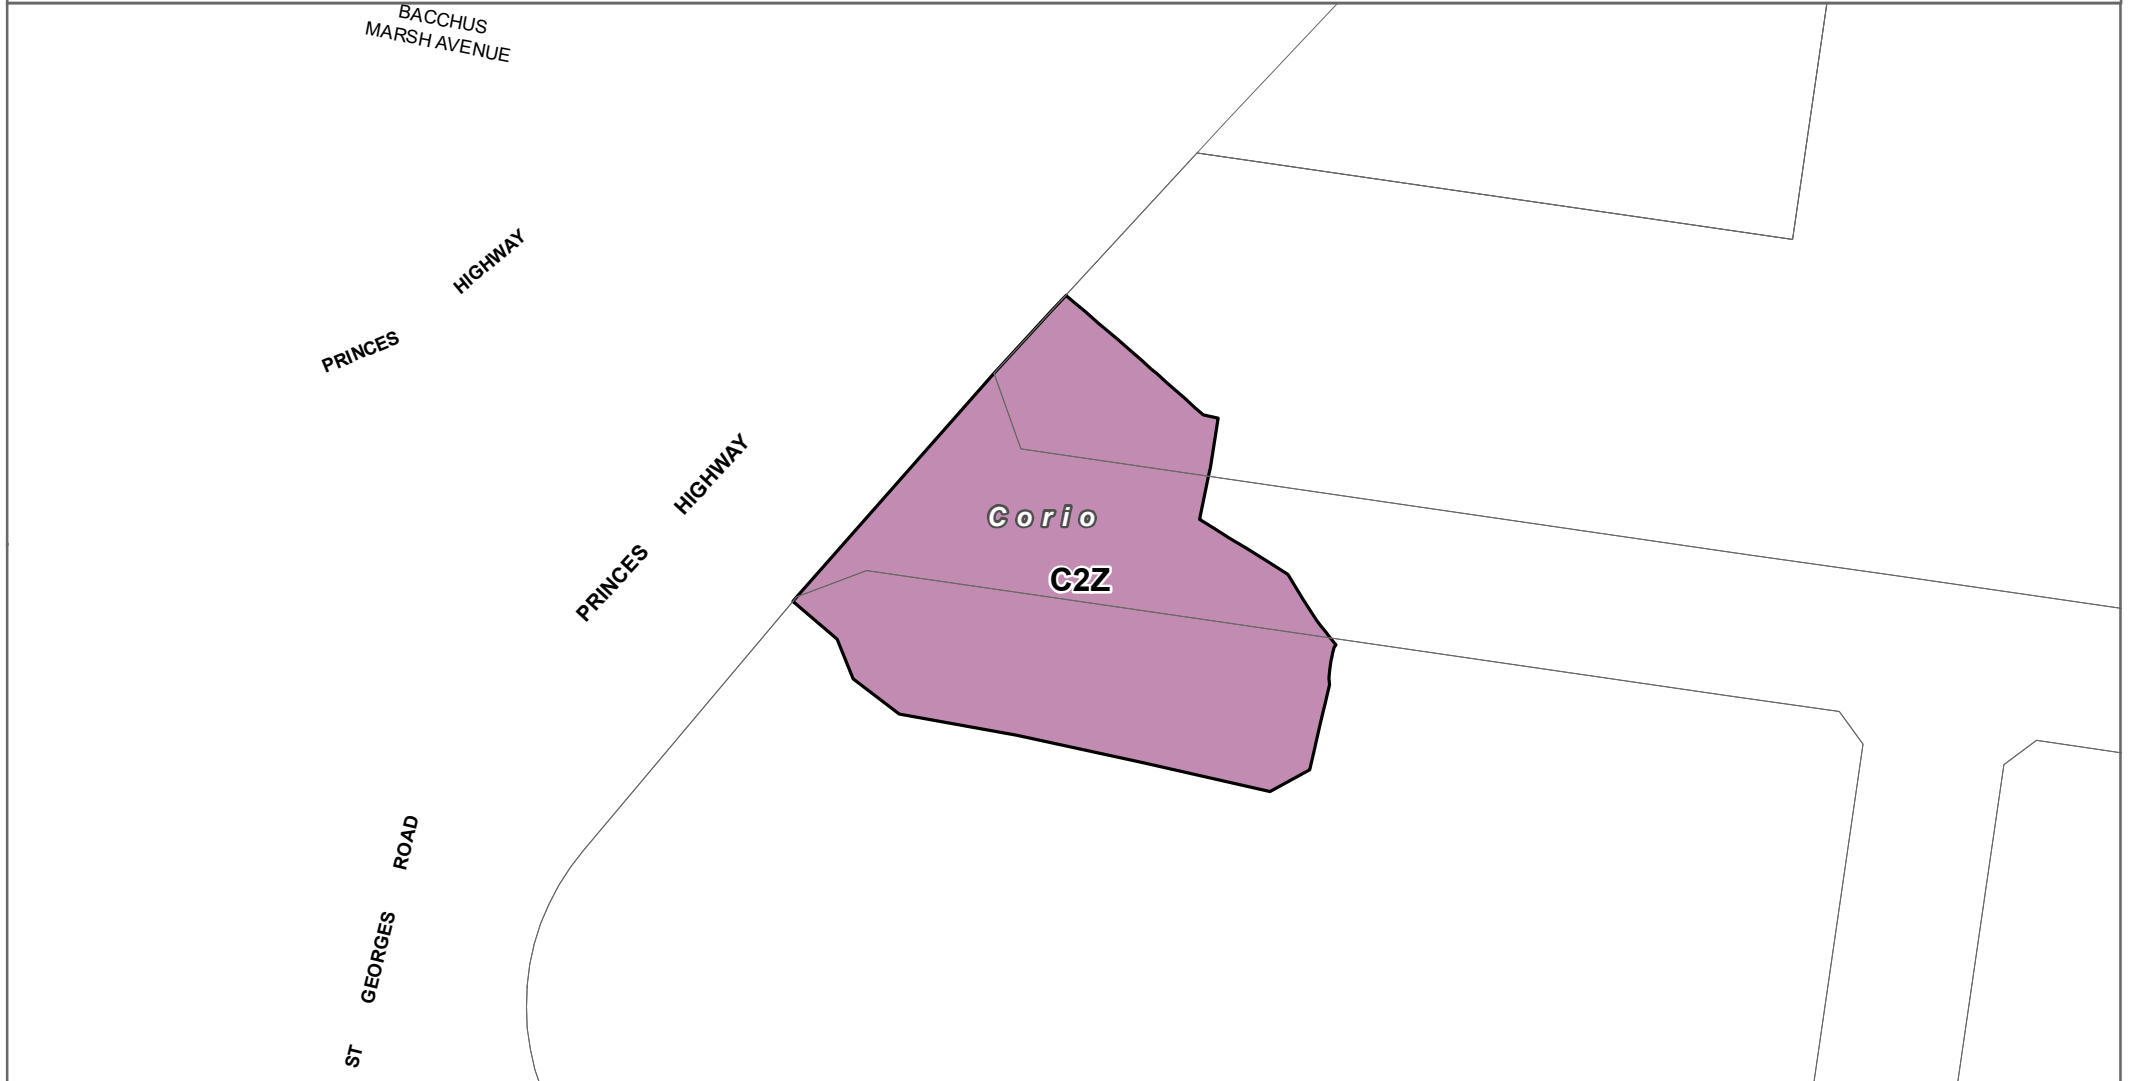 BACCHUS
MARSH AVENUE
PRINCES HIGHWAY
PRINCES HIGHWAY
Corio
C2Z
ST GEORGES ROAD